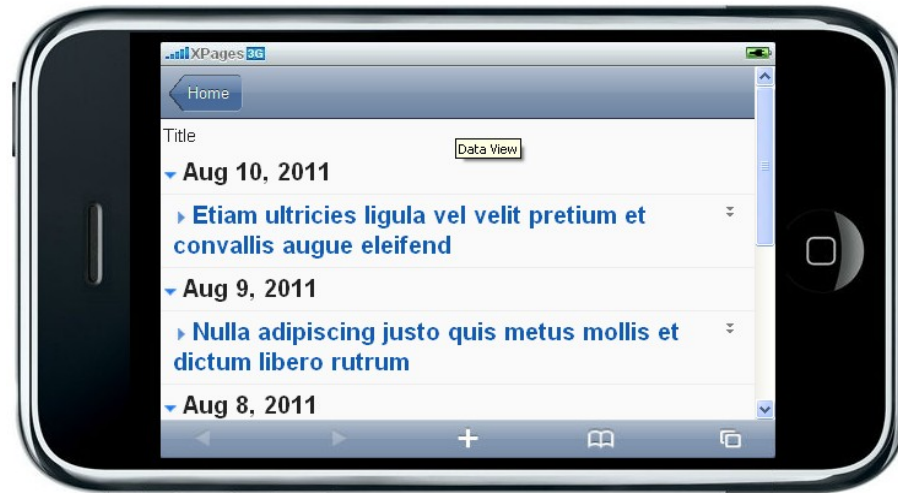 XPages 3G
Home
Title
Data View
Aug 10, 2011
Etiam ultricies ligula vel velit pretium et
convallis augue eleifend
Aug 9, 2011
Nulla adipiscing justo quis metus mollis et
dictum libero rutrum
Aug 8, 2011